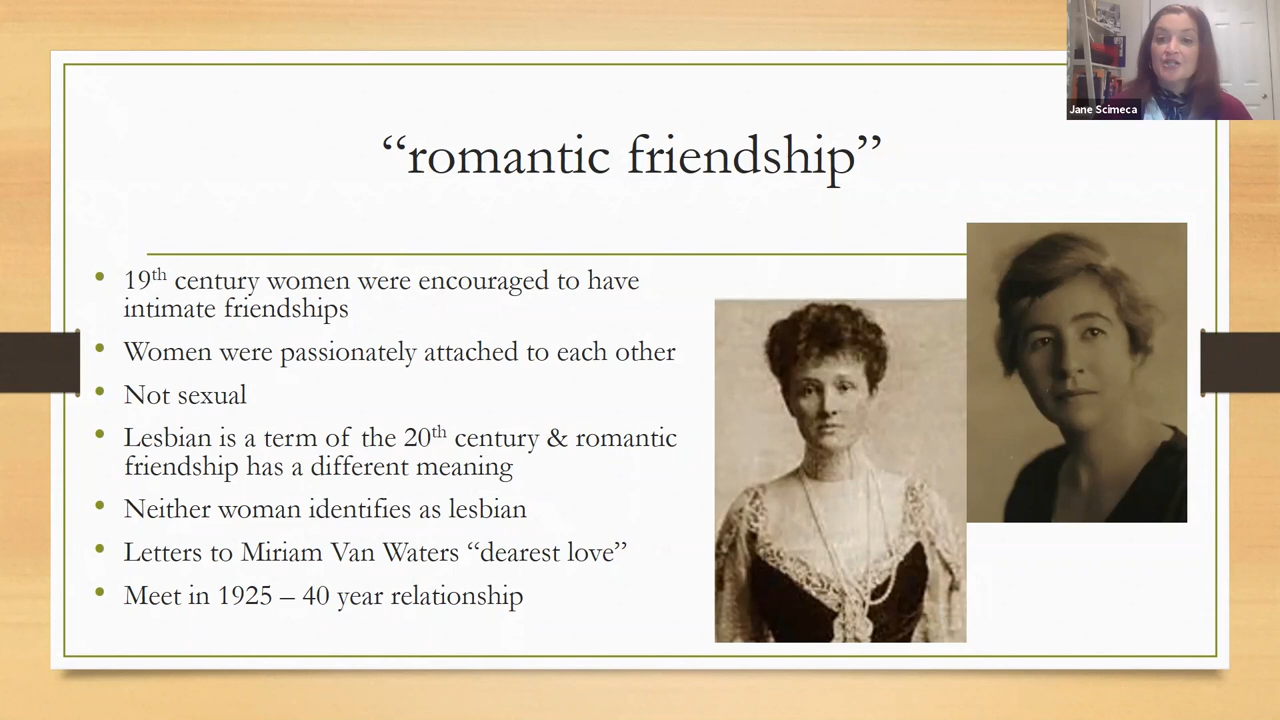 Jane Scimeca
“romantic friendship”
19th century women were encouraged to have
intimate friendships
Women were passionately attached to each other
Not sexual
Lesbian is a term of the 20th century & romantic
friendship has a different meaning
Neither woman identifies as lesbian
Letters to Miriam Van Waters “dearest love”
Meet in 1925 – 40 year relationship